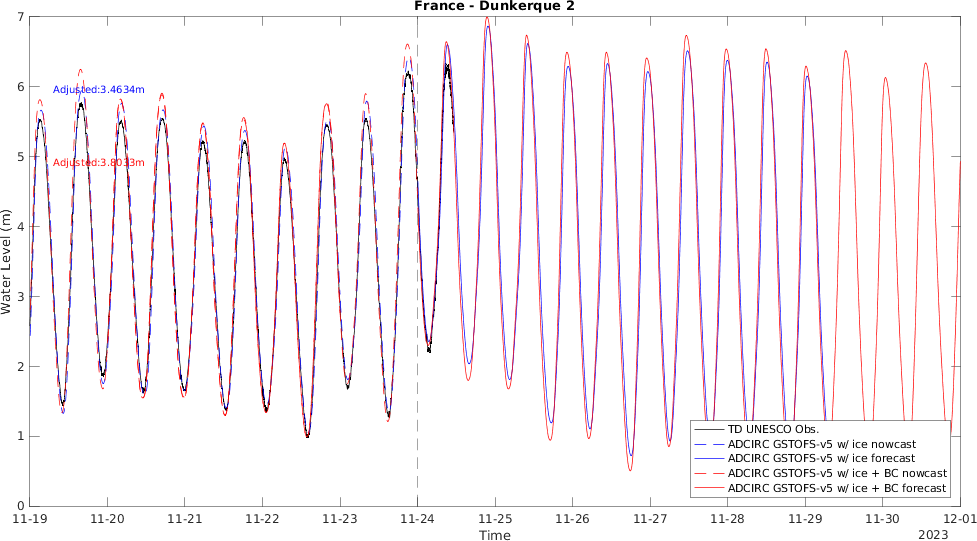 France - Dunkerque 2
7
6
5
4
3
2
1
0
Water Level (m)
Adjusted:3.4634m
Adjusted:3.8033m
TD UNESCO Obs.
ADCIRC GSTOFS-v5 w/ ice nowcast
ADCIRC GSTOFS-v5 w/ ice forecast
ADCIRC GSTOFS-v5 w/ ice + BC nowcast
ADCIRC GSTOFS-v5 w/ ice + BC forecast
11-19 11-20 11-21 11-22 11-23 11-24 11-25 11-26 11-27 11-28 11-29 11-30 12-01
Time
2023